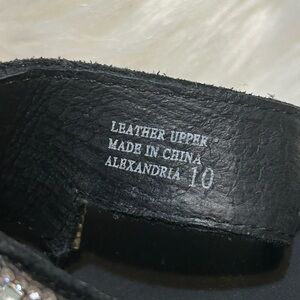 LEATHER UPPER
MADE IN CHINA
ALEXANDRIA 10